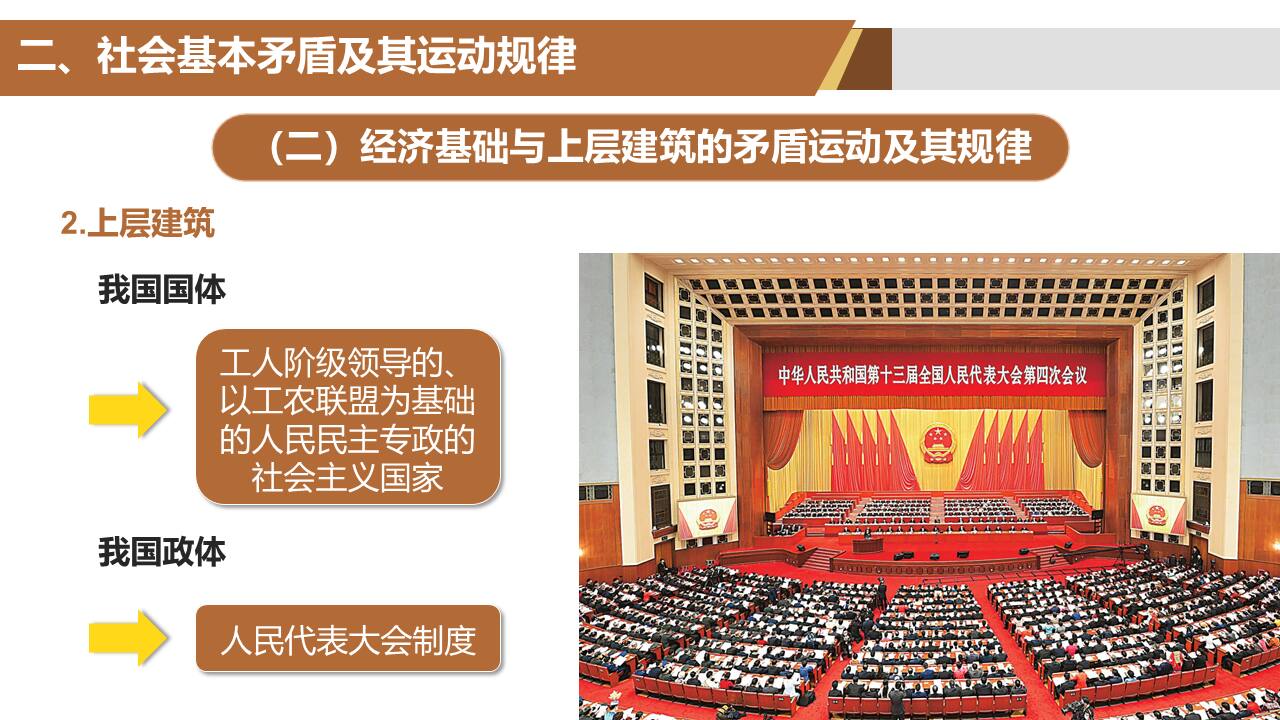 二、社会基本矛盾及其运动规律
（二）经济基础与上层建筑的矛盾运动及其规律
2.上层建筑
我国国体
工人阶级领导的、
以工农联盟为基础
的人民民主专政的
社会主义国家
我国政体
人民代表大会制度
中华人民共和国第十三届全国人民代表大会第四次会议